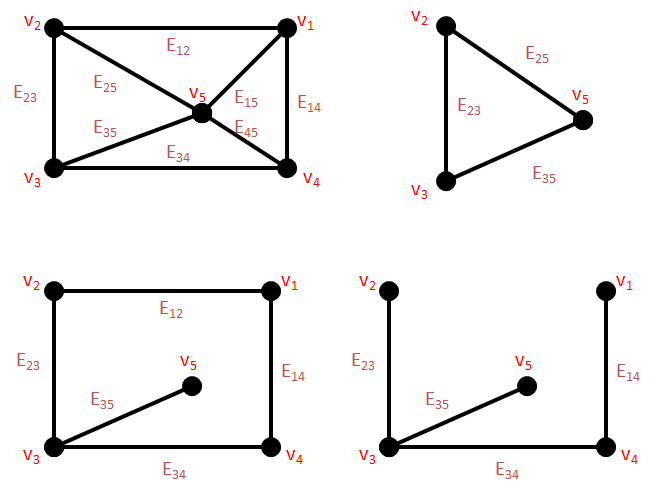 v₂
v₁
E₁₂
E₂₃
E₂₅
v₅
E₁₅
E₁₄
E₃₅
E₄₅
E₃₄
v₃
v₄
v₂
E₂₅
v₅
E₂₃
E₃₅
v₃
v₂
v₁
E₁₂
E₂₃
v₅
E₁₄
E₃₅
v₃
v₄
E₃₄
v₂
v₁
E₂₃
v₅
E₁₄
E₃₅
v₃
v₄
E₃₄